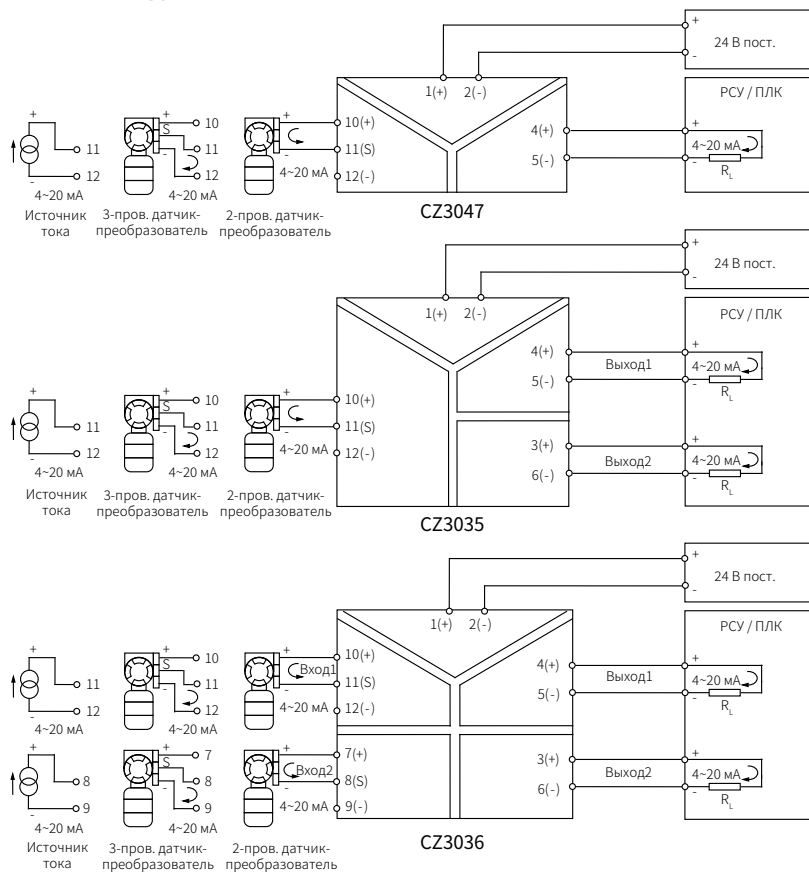 +
24 В пост.
-
1(+) 2(-)
РСУ / ПЛК
+ 10 + 10(+) 4(+) +
+ 11 S 11 11(S) 4~20 мА
- 12 - 12 - 12(-) 5(-) - R_L
4~20 мА 4~20 мА 4~20 мА
Источник тока
3-пров. датчик-преобразователь
2-пров. датчик-преобразователь
CZ3047
+
24 В пост.
-
1(+) 2(-)
РСУ / ПЛК
4(+) + 4~20 мА
Выход1
5(-) - R_L
+ 10 + 10(+)
+ 11 S 11 11(S)
- 12 - 12 - 12(-)
4~20 мА 4~20 мА 4~20 мА
3(+) + 4~20 мА
Выход2
6(-) - R_L
Источник тока
3-пров. датчик-преобразователь
2-пров. датчик-преобразователь
CZ3035
+
24 В пост.
-
1(+) 2(-)
РСУ / ПЛК
+ 10 + 10(+) 4(+) +
+ 11 S 11 Вход1 11(S) Выход1 4~20 мА
- 12 - 12 - 12(-) 5(-) - R_L
4~20 мА 4~20 мА 4~20 мА
+ 7 + 7(+) 3(+) +
+ 8 S 8 Вход2 8(S) Выход2 4~20 мА
- 9 - 9 - 9(-) 6(-) - R_L
4~20 мА 4~20 мА 4~20 мА
Источник тока
3-пров. датчик-преобразователь
2-пров. датчик-преобразователь
CZ3036